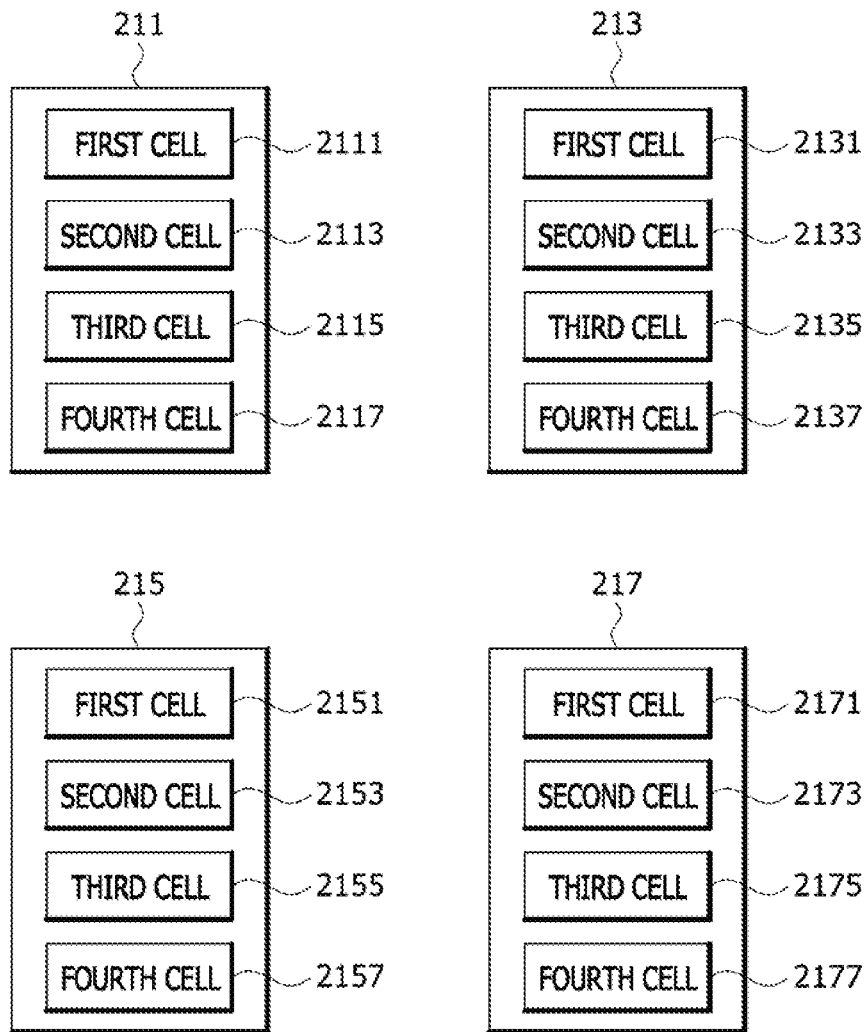 211
FIRST CELL 2111
SECOND CELL 2113
THIRD CELL 2115
FOURTH CELL 2117
213
FIRST CELL 2131
SECOND CELL 2133
THIRD CELL 2135
FOURTH CELL 2137
215
FIRST CELL 2151
SECOND CELL 2153
THIRD CELL 2155
FOURTH CELL 2157
217
FIRST CELL 2171
SECOND CELL 2173
THIRD CELL 2175
FOURTH CELL 2177